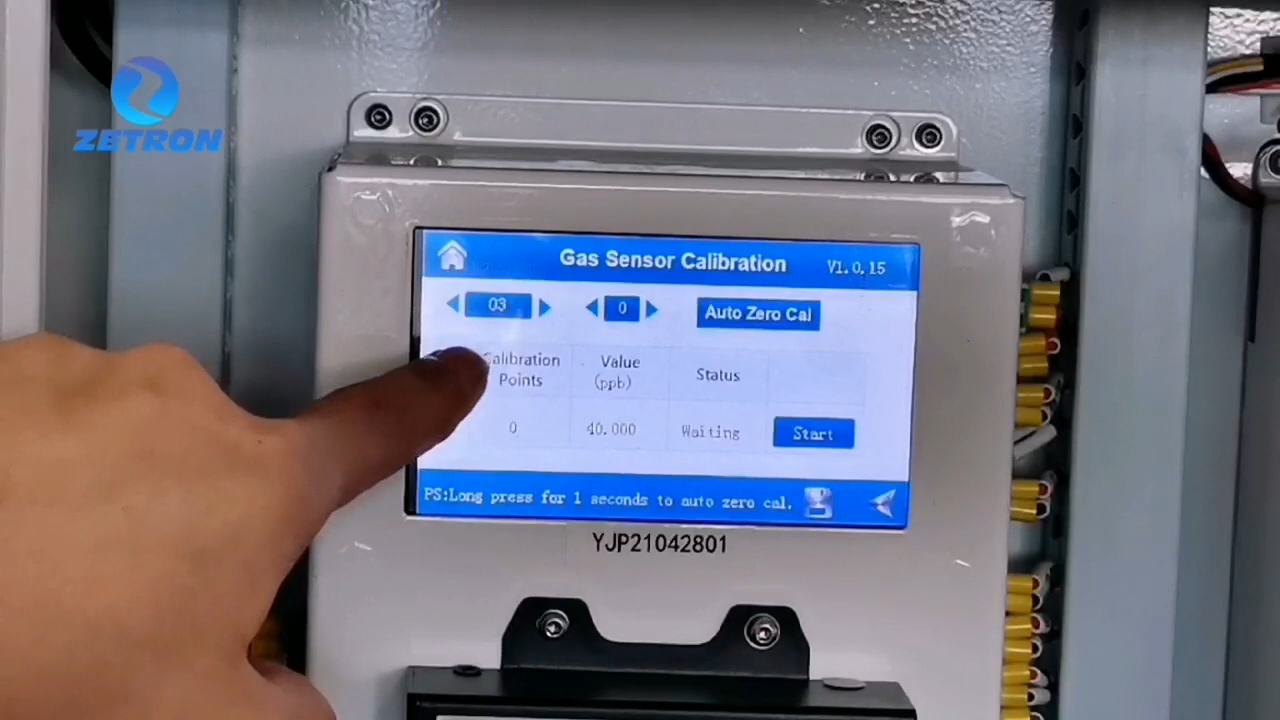 ZETRON
Gas Sensor Calibration V1.0.15
03 0 Auto Zero Cal
Calibration Points Value (ppb) Status
0 40.000 Waiting Start
PS:Long press for 1 seconds to auto zero cal.
YJP21042801